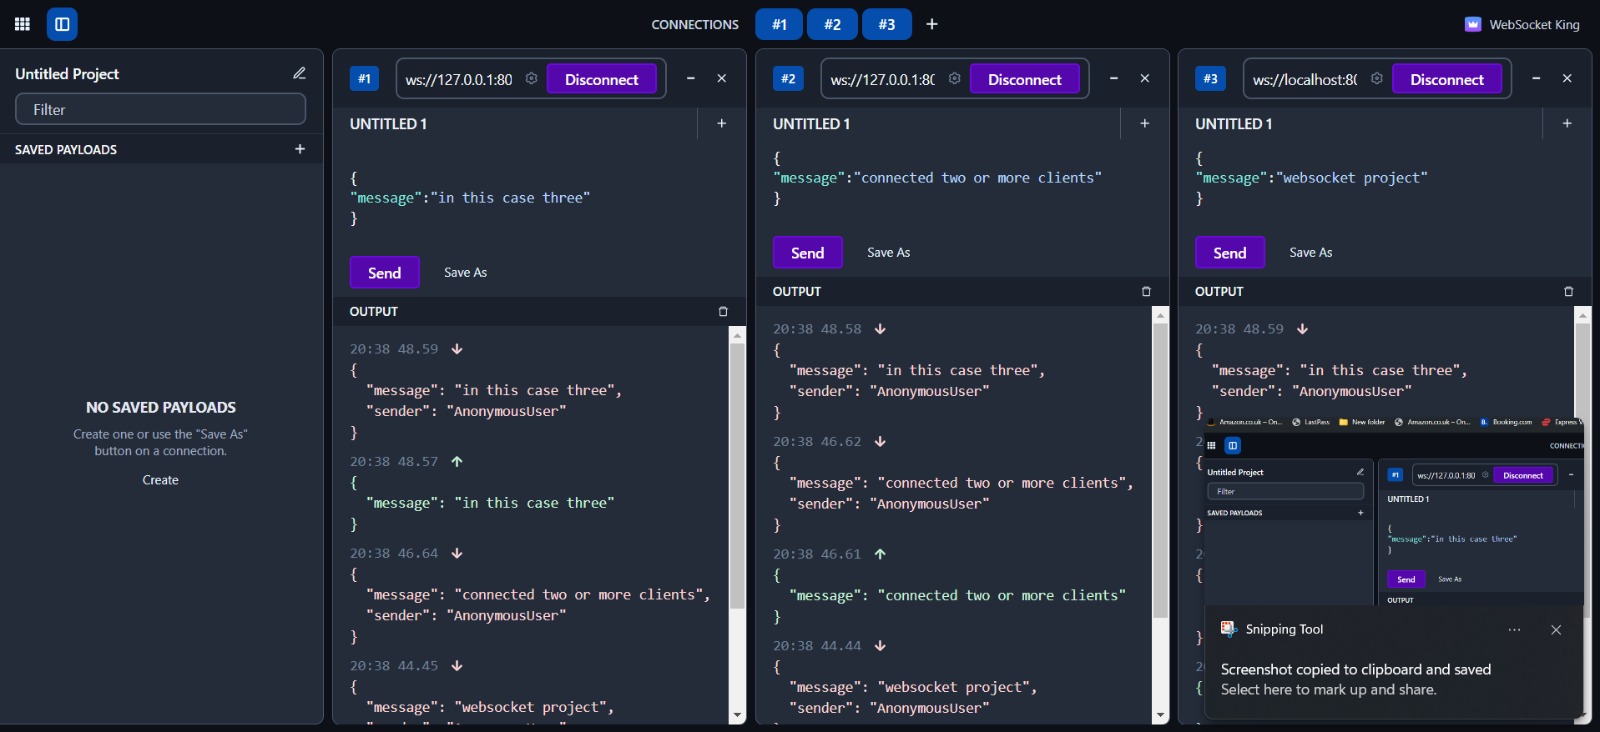 CONNECTIONS #1 #2 #3 +
WebSocket King
Untitled Project
Filter
SAVED PAYLOADS +
NO SAVED PAYLOADS
Create one or use the "Save As"
button on a connection.
Create
#1 ws://127.0.0.1:80 Disconnect
UNTITLED 1 +
{
"message":"in this case three"
}
Send Save As
OUTPUT
20:38 48.59 ↓
{
"message": "in this case three",
"sender": "AnonymousUser"
}
20:38 48.57 ↑
{
"message": "in this case three"
}
20:38 46.64 ↓
{
"message": "connected two or more clients",
"sender": "AnonymousUser"
}
20:38 44.45 ↓
{
"message": "websocket project",
#2 ws://127.0.0.1:80 Disconnect
UNTITLED 1 +
{
"message":"connected two or more clients"
}
Send Save As
OUTPUT
20:38 48.58 ↓
{
"message": "in this case three",
"sender": "AnonymousUser"
}
20:38 46.62 ↓
{
"message": "connected two or more clients",
"sender": "AnonymousUser"
}
20:38 46.61 ↑
{
"message": "connected two or more clients"
}
20:38 44.44 ↓
{
"message": "websocket project",
"sender": "AnonymousUser"
#3 ws://localhost:80 Disconnect
UNTITLED 1 +
{
"message":"websocket project"
}
Send Save As
OUTPUT
20:38 48.59 ↓
{
"message": "in this case three",
"sender": "AnonymousUser"
}
Amazon.co.uk – On... LastPass New folder Amazon.co.uk – On... Booking.com Express
CONNECTI
Untitled Project
Filter
SAVED PAYLOADS +
#1 ws://127.0.0.1:80 Disconnect
UNTITLED 1
{
"message":"in this case three"
}
Send Save As
OUTPUT
Snipping Tool
Screenshot copied to clipboard and saved
Select here to mark up and share.